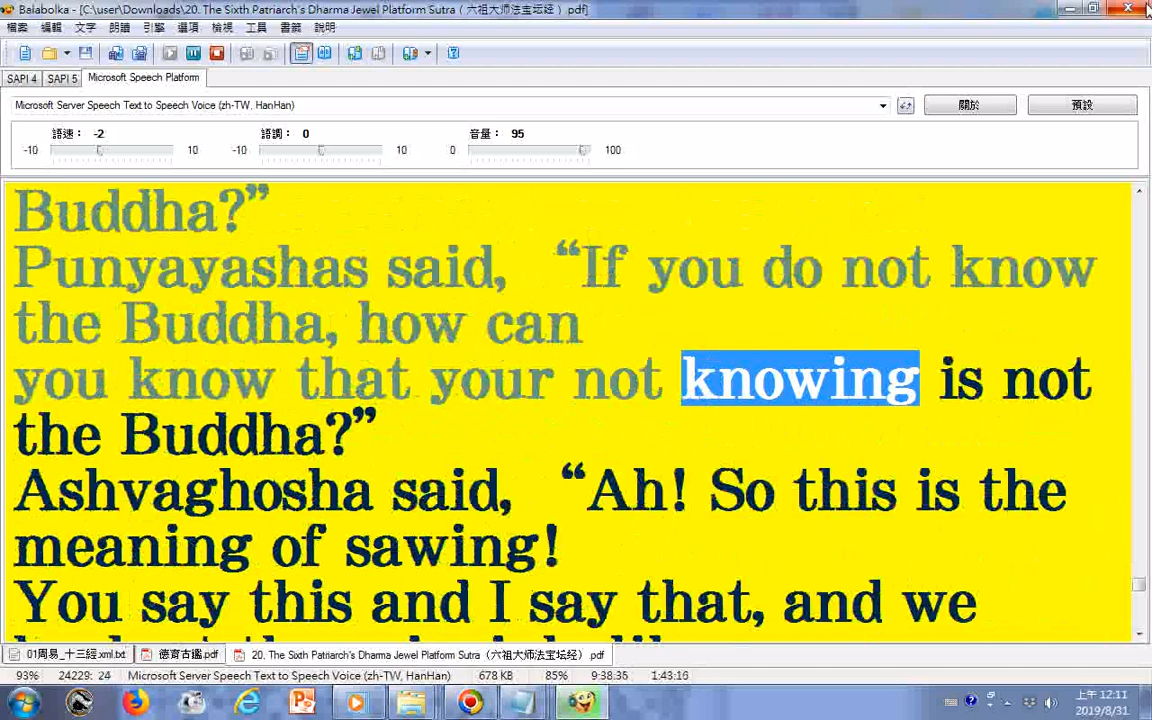 Balabolka - [C:\user\Downloads\20. The Sixth Patriarch's Dharma Jewel Platform Sutra（六祖大师法宝坛经）pdf]
檔案 編輯 文字 朗讀 引擎 選項 檢視 工具 書籤 說明
SAPI 4 SAPI 5 Microsoft Speech Platform
Microsoft Server Speech Text to Speech Voice (zh-TW, HanHan) 關於 預設
語速： -2 語調： 0 音量： 95
-10 10 -10 10 0 100
Buddha?”
Punyayashas said, “If you do not know
the Buddha, how can
you know that your not knowing is not
the Buddha?”
Ashvaghosha said, “Ah! So this is the
meaning of sawing!
You say this and I say that, and we
01周易_十三經.xml.txt 德育古鑑.pdf 20. The Sixth Patriarch's Dharma Jewel Platform Sutra（六祖大师法宝坛经）.pdf
93% 24229: 24 Microsoft Server Speech Text to Speech Voice (zh-TW, HanHan) 678 KB 85% 9:38:35 1:43:16
上午 12:11
2019/8/31